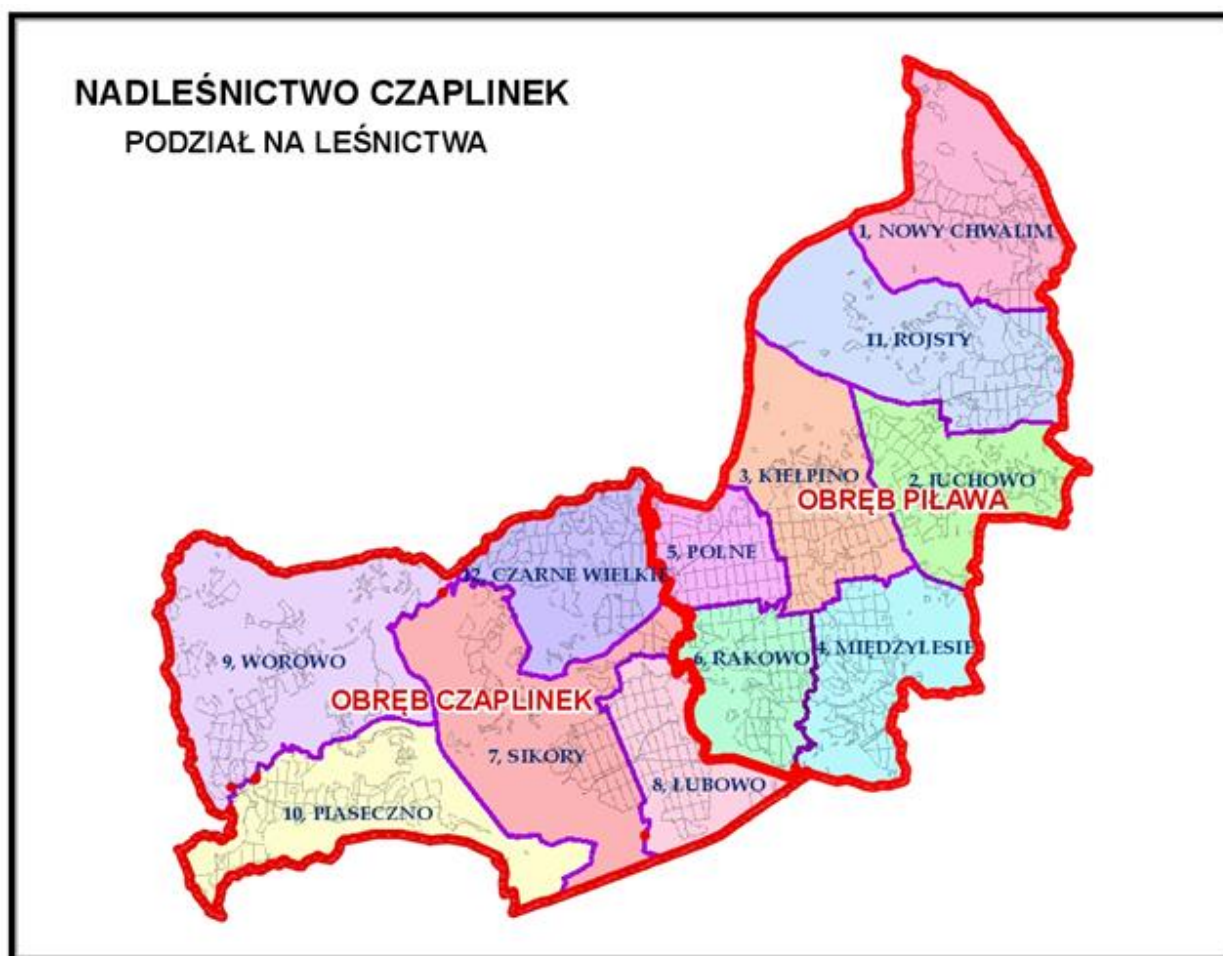 NADLEŚNICTWO CZAPLINEK
PODZIAŁ NA LEŚNICTWA
1, NOWY CHWALIM
11, ROJSTY
3, KIEŁPINO
2, JUCHOWO
OBRĘB PIŁAWA
5, POLNE
12, CZARNE WIELKIE
6, RAKOWO
4, MIĘDZYLESIE
9, WOROWO
OBRĘB CZAPLINEK
7, SIKORY
8, ŁUBOWO
10, PIASECZNO